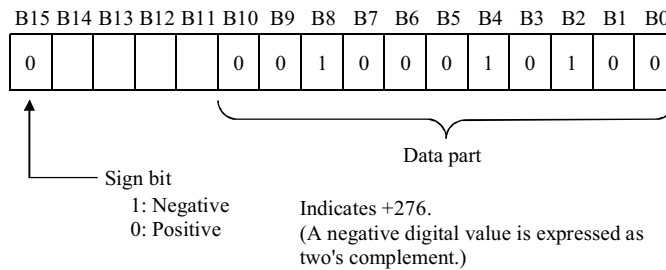 B15 B14 B13 B12 B11 B10 B9 B8 B7 B6 B5 B4 B3 B2 B1 B0
0 0 0 1 0 0 0 1 0 1 0 0
Data part
Sign bit
1: Negative
0: Positive
Indicates +276.
(A negative digital value is expressed as
two's complement.)